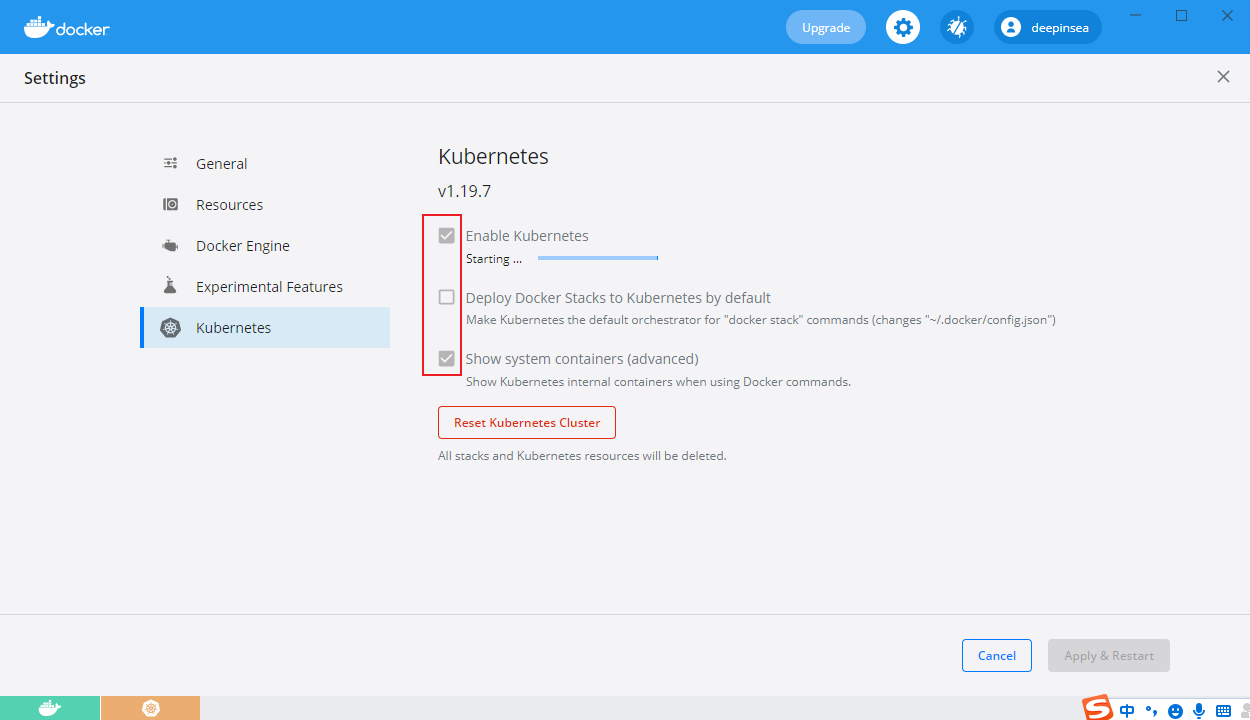 docker
Upgrade
deepinsea
Settings
General
Resources
Docker Engine
Experimental Features
Kubernetes
Kubernetes
v1.19.7
Enable Kubernetes
Starting ...
Deploy Docker Stacks to Kubernetes by default
Make Kubernetes the default orchestrator for "docker stack" commands (changes "~/.docker/config.json")
Show system containers (advanced)
Show Kubernetes internal containers when using Docker commands.
Reset Kubernetes Cluster
All stacks and Kubernetes resources will be deleted.
Cancel
Apply & Restart
S 中